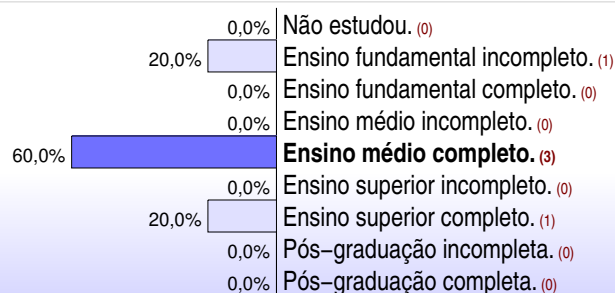 0,0% Não estudou. (0)
20,0% Ensino fundamental incompleto. (1)
0,0% Ensino fundamental completo. (0)
0,0% Ensino médio incompleto. (0)
60,0% Ensino médio completo. (3)
0,0% Ensino superior incompleto. (0)
20,0% Ensino superior completo. (1)
0,0% Pós−graduação incompleta. (0)
0,0% Pós−graduação completa. (0)